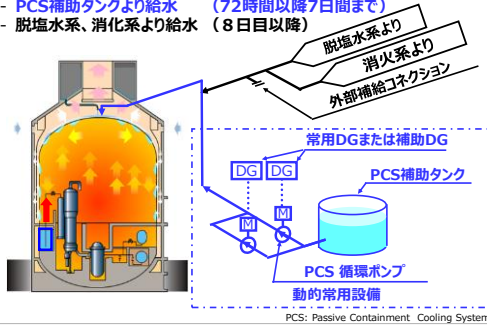 - PCS補助タンクより給水 （72時間以降7日間まで）
- 脱塩水系、消化系より給水 （８日目以降）
脱塩水系より
消火系より
外部補給コネクション
常用DGまたは補助DG
DG DG
PCS補助タンク
M
M
PCS 循環ポンプ
動的常用設備
PCS: Passive Containment Cooling System